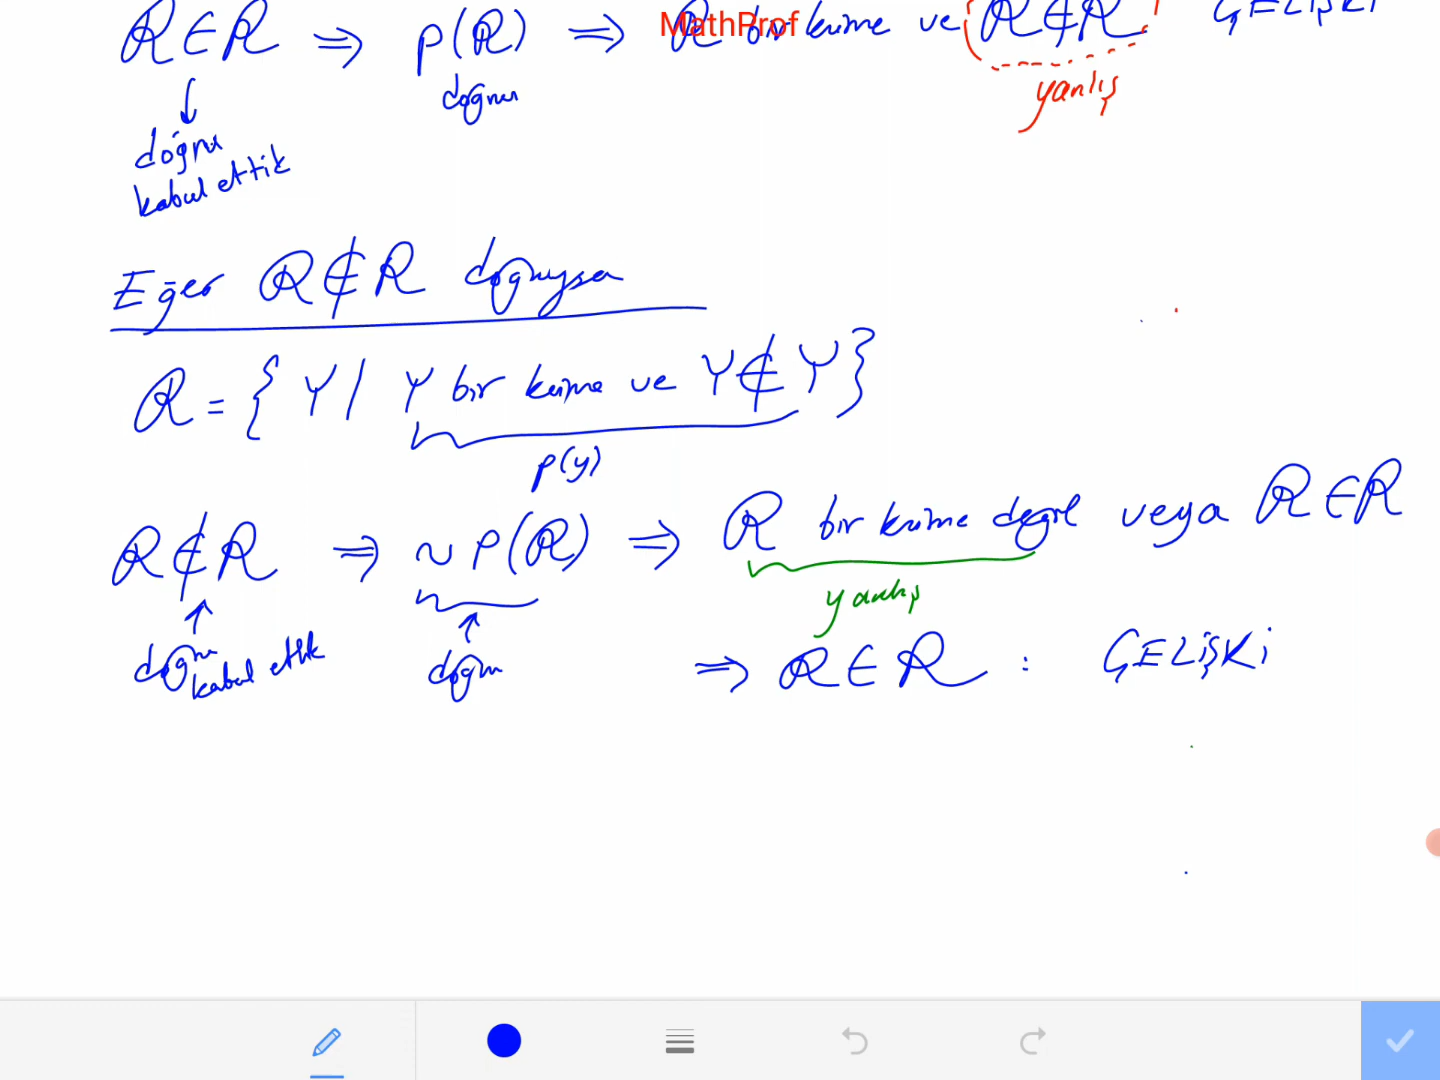 R∈R ⇒ p(R) ⇒ R bir küme ve R∉R ÇELİŞKİ
MathProf
doğru
yanlış
doğru
kabul ettik
Eğer R∉R doğruysa
R = { Y | Y bir küme ve Y∉Y }
p(y)
R∉R ⇒ ~p(R) ⇒ R bir küme değil veya R∈R
yanlış
doğru kabul ettik
doğru
⇒ R∈R : ÇELİŞKİ